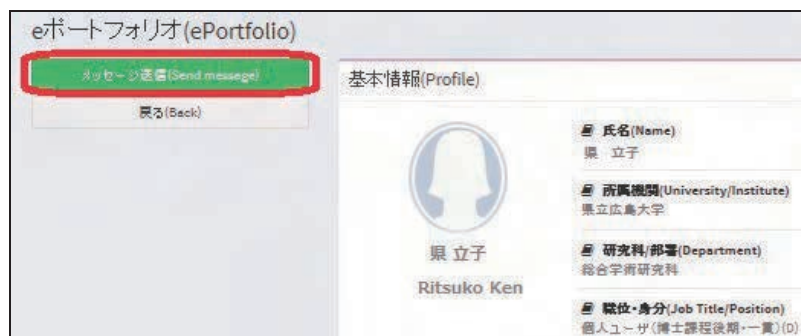 eポートフォリオ(ePortfolio)
メッセージ送信(Send message)
戻る(Back)
基本情報(Profile)
県 立子
Ritsuko Ken
氏名(Name)
県 立子
所属機関(University/Institute)
県立広島大学
研究科/部署(Department)
総合学術研究科
職位・身分(Job Title/Position)
個人ユーザ(博士課程後期・一貫)(D)